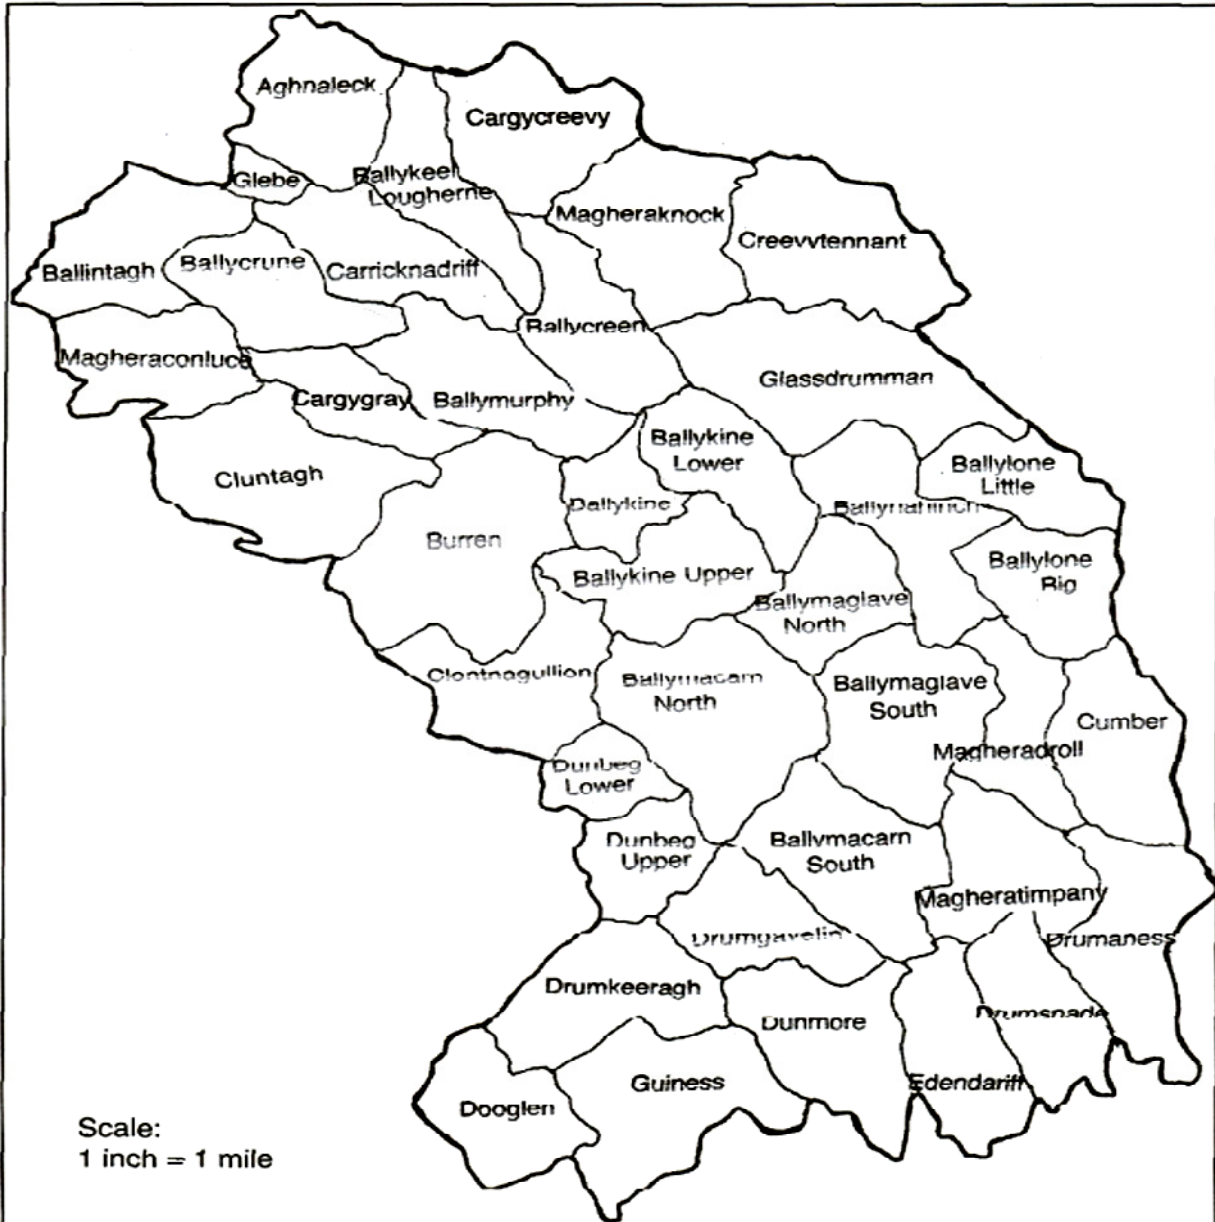 Aghnaleck
Cargycreevy
Glebe
Ballykeel
Lougherne
Magheraknock
Creevytennant
Ballintagh
Ballycrune
Carricknadriff
Ballycreen
Magheraconluce
Glassdrumman
Cargygray
Ballymurphy
Ballykine
Lower
Ballylone
Little
Cluntagh
Ballykine
Ballynahinch
Burren
Ballykine Upper
Ballylone
Big
Ballymaglave
North
Clontnagullion
Ballymacarn
North
Ballymaglave
South
Cumber
Magheradroll
Dunbeg
Lower
Dunbeg
Upper
Ballymacarn
South
Magheratimpany
Drumgavelin
Drumaness
Drumkeeragh
Dunmore
Drumsnade
Guiness
Edendariff
Dooglen
Scale:
1 inch = 1 mile